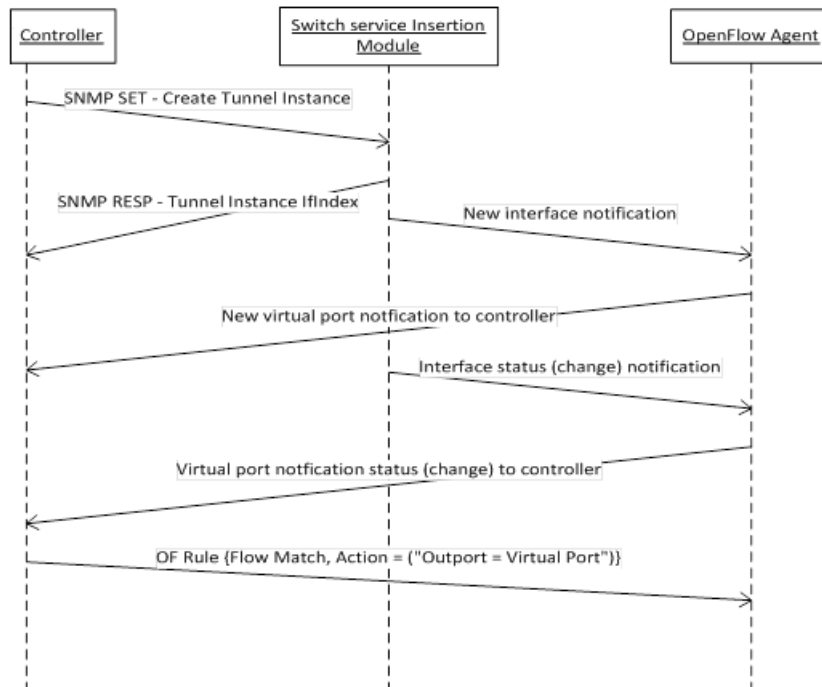 Controller
Switch service Insertion
Module
OpenFlow Agent
SNMP SET - Create Tunnel Instance
SNMP RESP - Tunnel Instance IfIndex
New interface notification
New virtual port notfication to controller
Interface status (change) notification
Virtual port notfication status (change) to controller
OF Rule {Flow Match, Action = ("Outport = Virtual Port")}